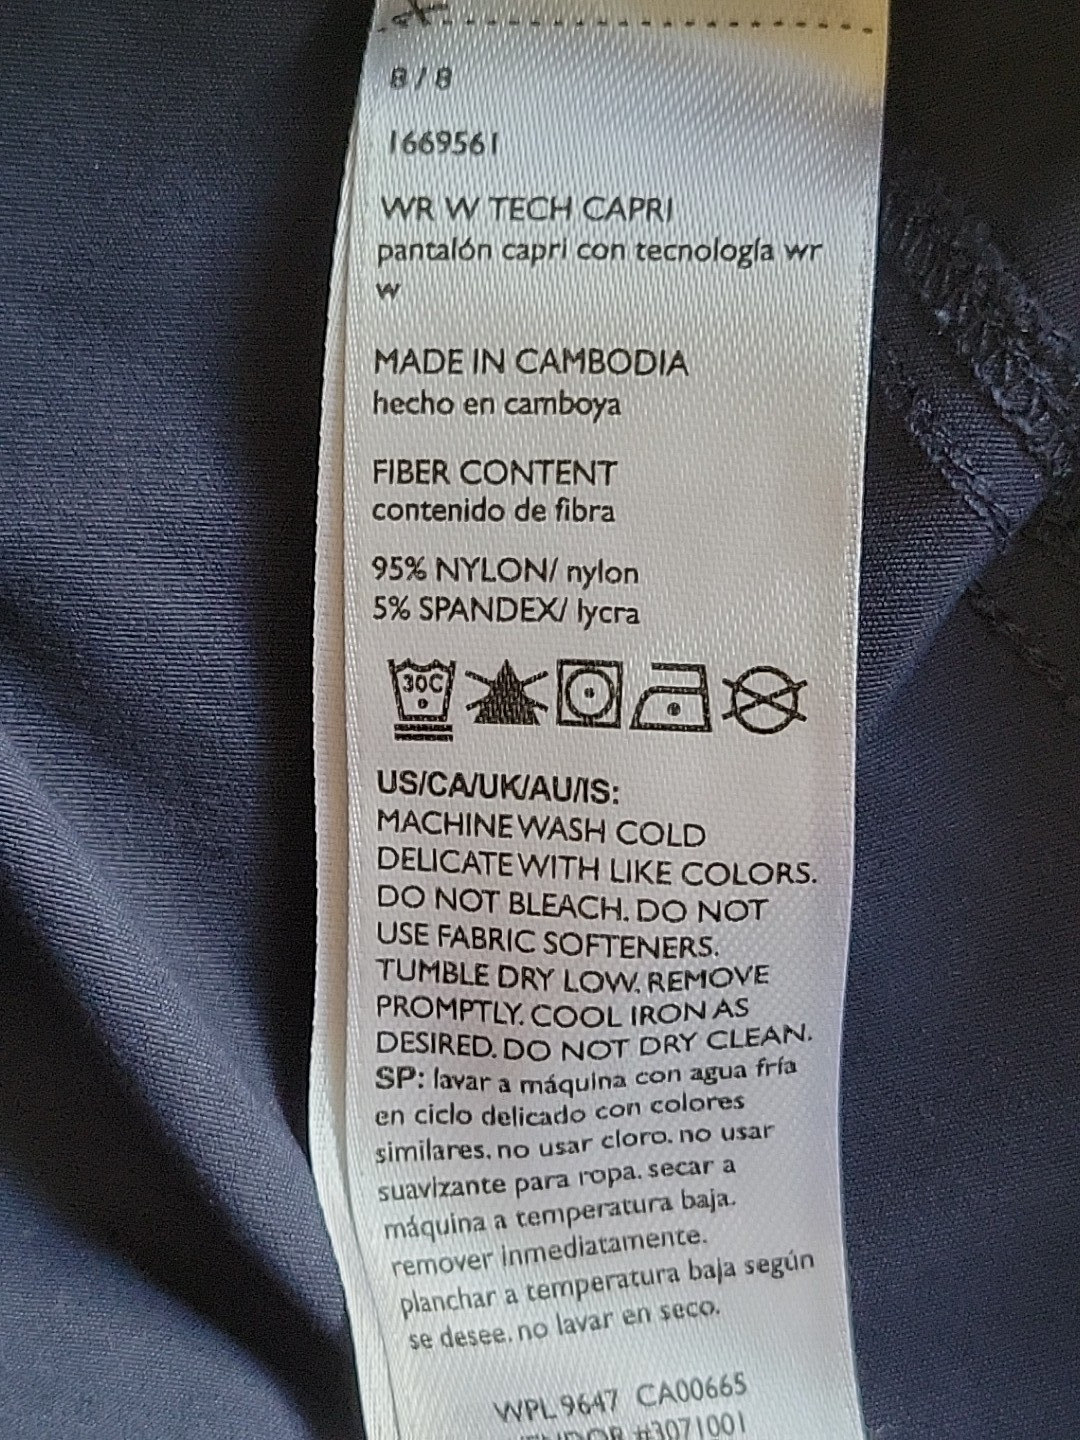 8 / 8
1669561
WR W TECH CAPRI
pantalón capri con tecnología wr
w
MADE IN CAMBODIA
hecho en camboya
FIBER CONTENT
contenido de fibra
95% NYLON/ nylon
5% SPANDEX/ lycra
30C
US/CA/UK/AU/IS:
MACHINE WASH COLD
DELICATE WITH LIKE COLORS.
DO NOT BLEACH. DO NOT
USE FABRIC SOFTENERS.
TUMBLE DRY LOW. REMOVE
PROMPTLY. COOL IRON AS
DESIRED. DO NOT DRY CLEAN.
SP: lavar a máquina con agua fría
en ciclo delicado con colores
similares. no usar cloro. no usar
suavizante para ropa. secar a
máquina a temperatura baja.
remover inmediatamente.
planchar a temperatura baja según
se desee. no lavar en seco.
WPL 9647 CA00665
VENDOR #3071001